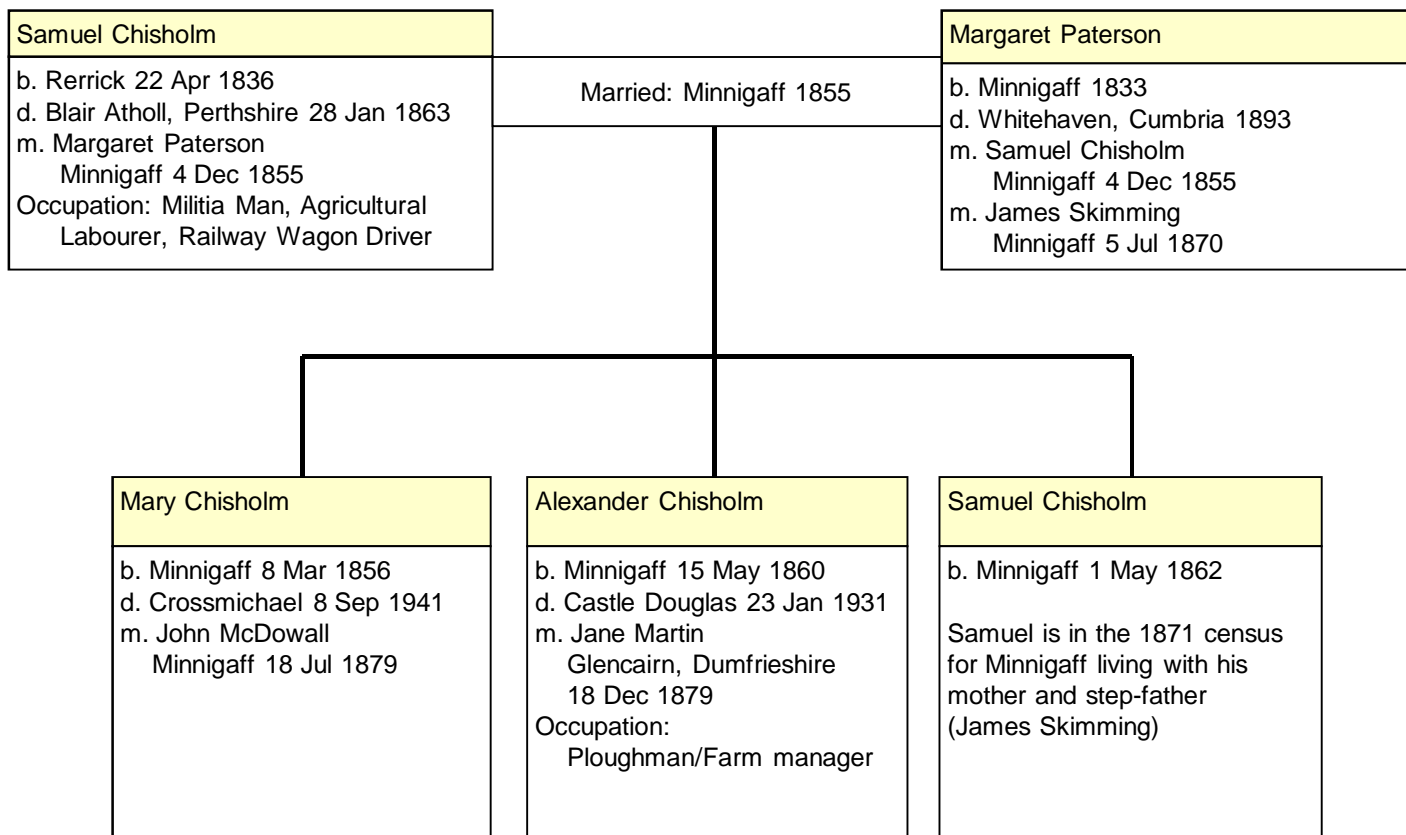 Samuel Chisholm
b. Rerrick 22 Apr 1836
d. Blair Atholl, Perthshire 28 Jan 1863
m. Margaret Paterson
Minnigaff 4 Dec 1855
Occupation: Militia Man, Agricultural
Labourer, Railway Wagon Driver
Married: Minnigaff 1855
Margaret Paterson
b. Minnigaff 1833
d. Whitehaven, Cumbria 1893
m. Samuel Chisholm
Minnigaff 4 Dec 1855
m. James Skimming
Minnigaff 5 Jul 1870
Mary Chisholm
b. Minnigaff 8 Mar 1856
d. Crossmichael 8 Sep 1941
m. John McDowall
Minnigaff 18 Jul 1879
Alexander Chisholm
b. Minnigaff 15 May 1860
d. Castle Douglas 23 Jan 1931
m. Jane Martin
Glencairn, Dumfrieshire
18 Dec 1879
Occupation:
Ploughman/Farm manager
Samuel Chisholm
b. Minnigaff 1 May 1862
Samuel is in the 1871 census
for Minnigaff living with his
mother and step-father
(James Skimming)